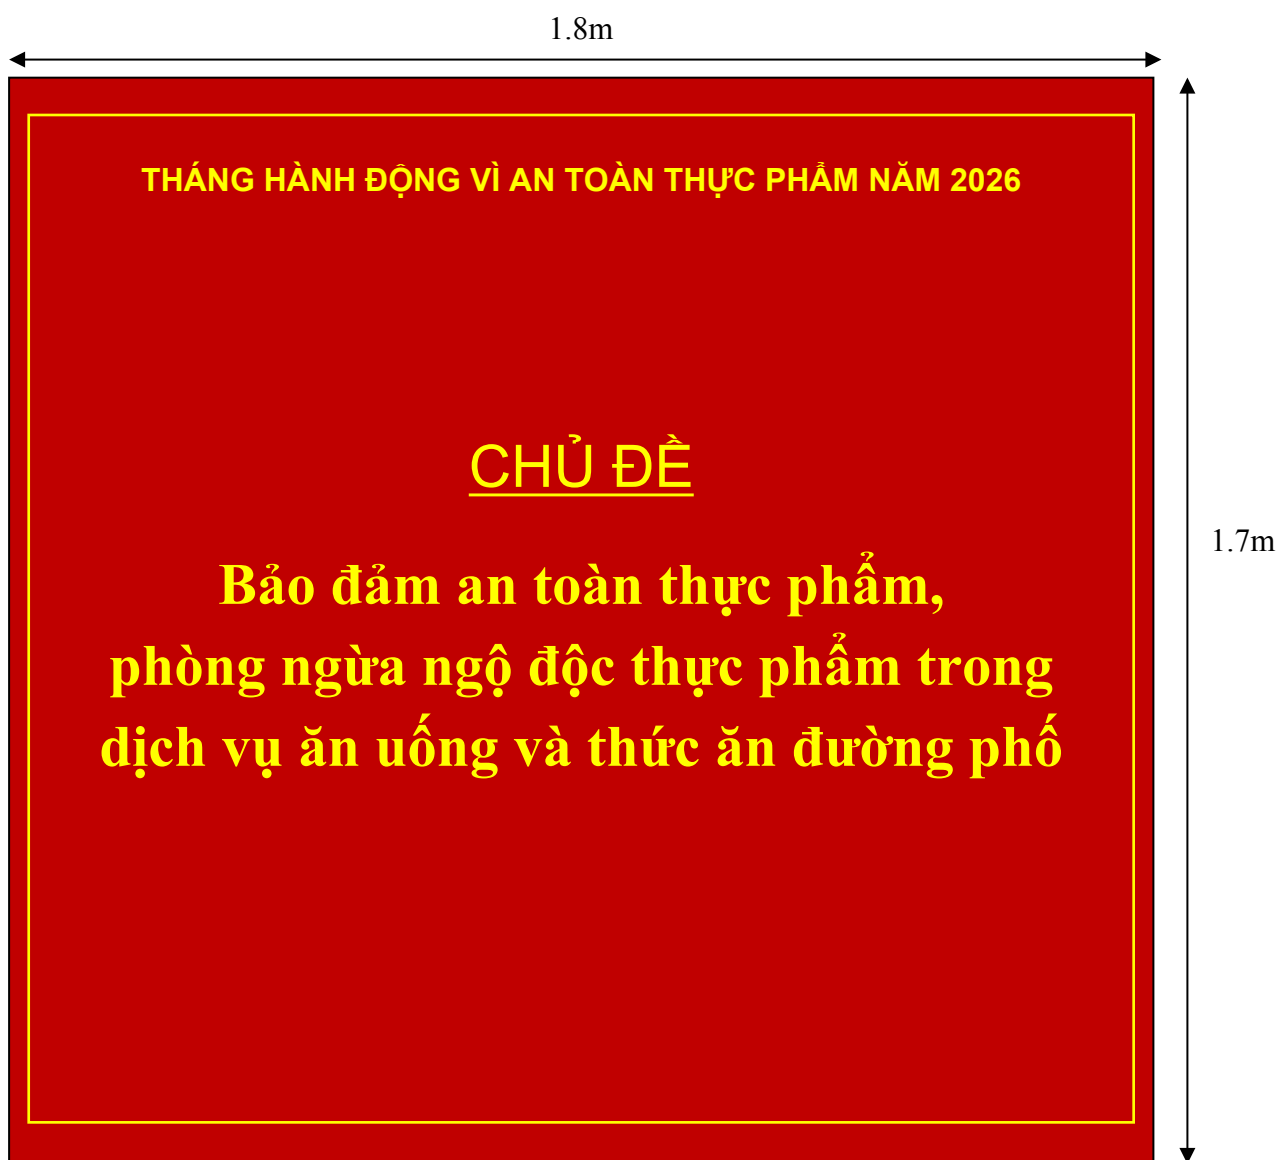 1.8m
THÁNG HÀNH ĐỘNG VÌ AN TOÀN THỰC PHẨM NĂM 2026
CHỦ ĐỀ
1.7m
Bảo đảm an toàn thực phẩm,
phòng ngừa ngộ độc thực phẩm trong
dịch vụ ăn uống và thức ăn đường phố